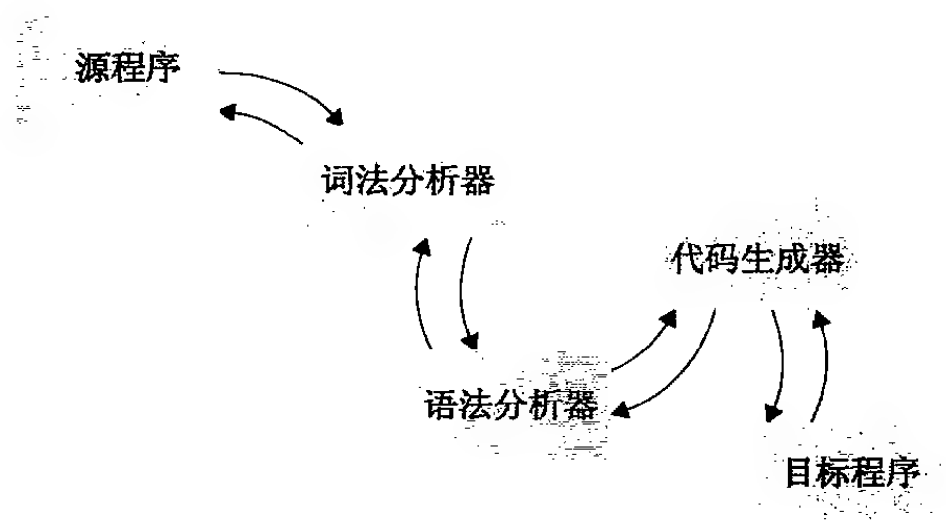 源程序
词法分析器
代码生成器
语法分析器
目标程序